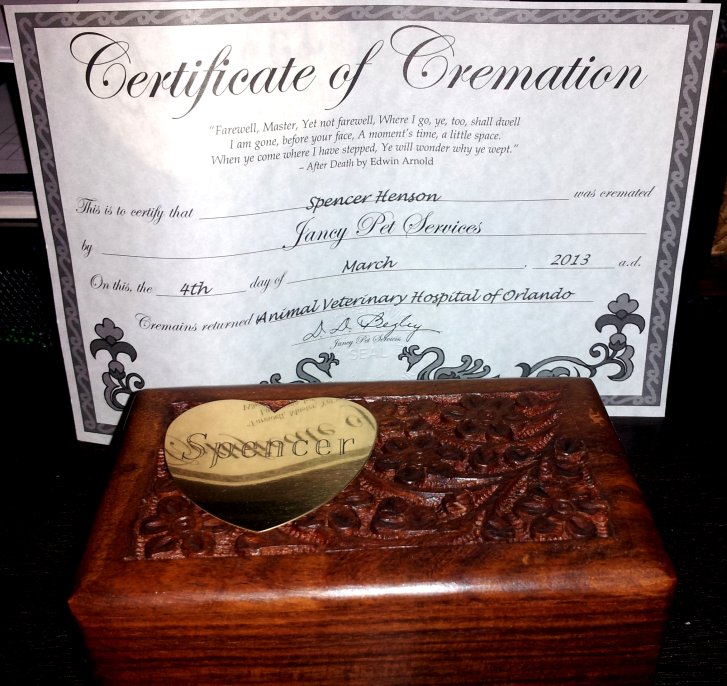 Certificate of Cremation
"Farewell, Master, Yet not farewell, Where I go, ye, too, shall dwell
I am gone, before your face, A moment's time, a little space.
When ye come where I have stepped, Ye will wonder why ye wept."
– After Death by Edwin Arnold
This is to certify that Spencer Henson was cremated
by Jancy Pet Services
On this, the 4th day of March , 2013 a.d.
Cremains returned Animal Veterinary Hospital of Orlando
D. D. Begley
Jancy Pet Services
SEAL
Spencer